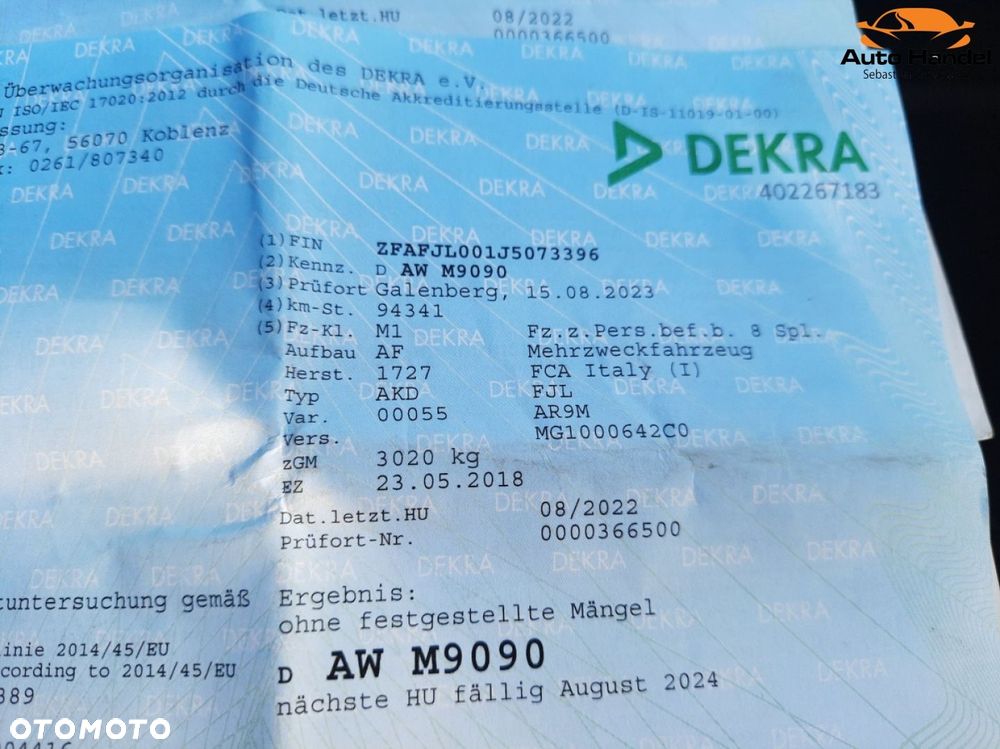 Dat. letzt.HU 08/2022
0000366500
Auto Handel
Überwachungsorganisation des DEKRA e.V.
ISO/IEC 17020:2012 durch die Deutsche Akkreditierungsstelle (D-IS-11019-01-00)
3-67, 56070 Koblenz
0261/807340
DEKRA
402267183
(1) FIN ZFAFJL001J5073396
(2) Kennz. D AW M9090
(3) Prüfort Galenberg, 15.08.2023
(4) km-St. 94341
(5) Fz-Kl. M1 Fz.z.Pers.bef.b. 8 Spl.
Aufbau AF Mehrzweckfahrzeug
Herst. 1727 FCA Italy (I)
Typ AKD FJL
Var. 00055 AR9M
Vers. MG1000642C0
zGM 3020 kg
EZ 23.05.2018
Dat.letzt.HU 08/2022
Prüfort-Nr. 0000366500
Ergebnis:
ohne festgestellte Mängel
D AW M9090
nächste HU fällig August 2024
untersuchung gemäß
inie 2014/45/EU
cording to 2014/45/EU
389
OTOMOTO